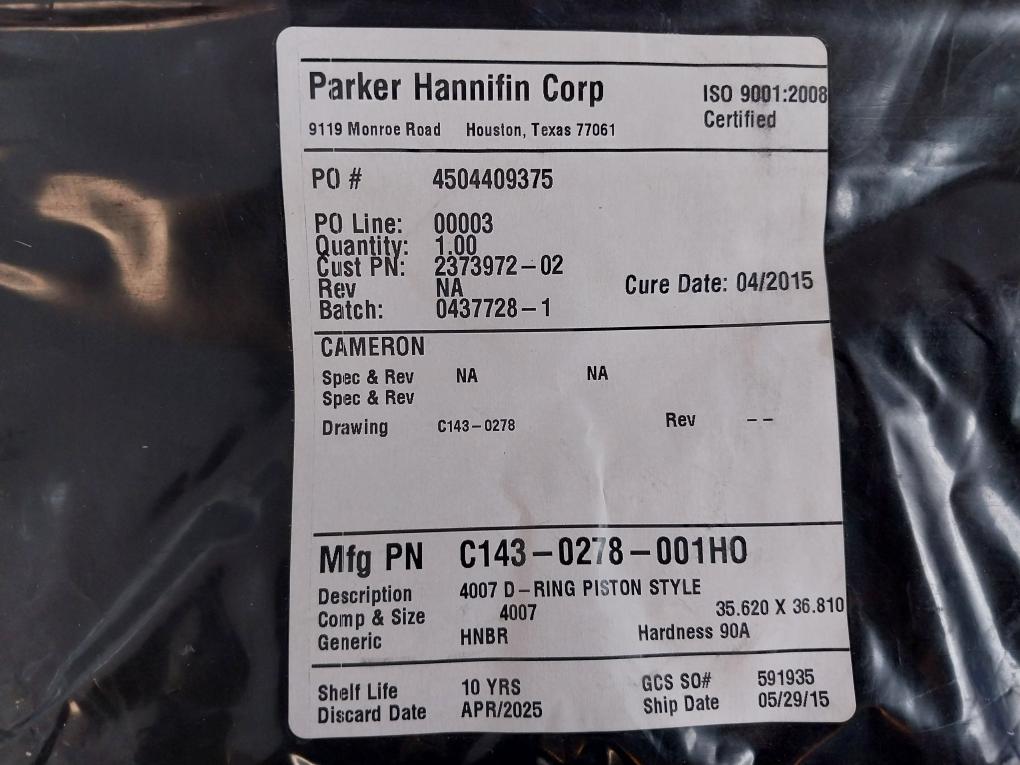 Parker Hannifin Corp
ISO 9001:2008
Certified
9119 Monroe Road Houston, Texas 77061
PO # 4504409375
PO Line: 00003
Quantity: 1.00
Cust PN: 2373972-02
Rev NA
Cure Date: 04/2015
Batch: 0437728-1
CAMERON
Spec & Rev NA NA
Spec & Rev
Drawing C143-0278 Rev --
Mfg PN C143-0278-001HO
Description 4007 D-RING PISTON STYLE
Comp & Size 4007 35.620 X 36.810
Generic HNBR Hardness 90A
Shelf Life 10 YRS GCS SO# 591935
Discard Date APR/2025 Ship Date 05/29/15